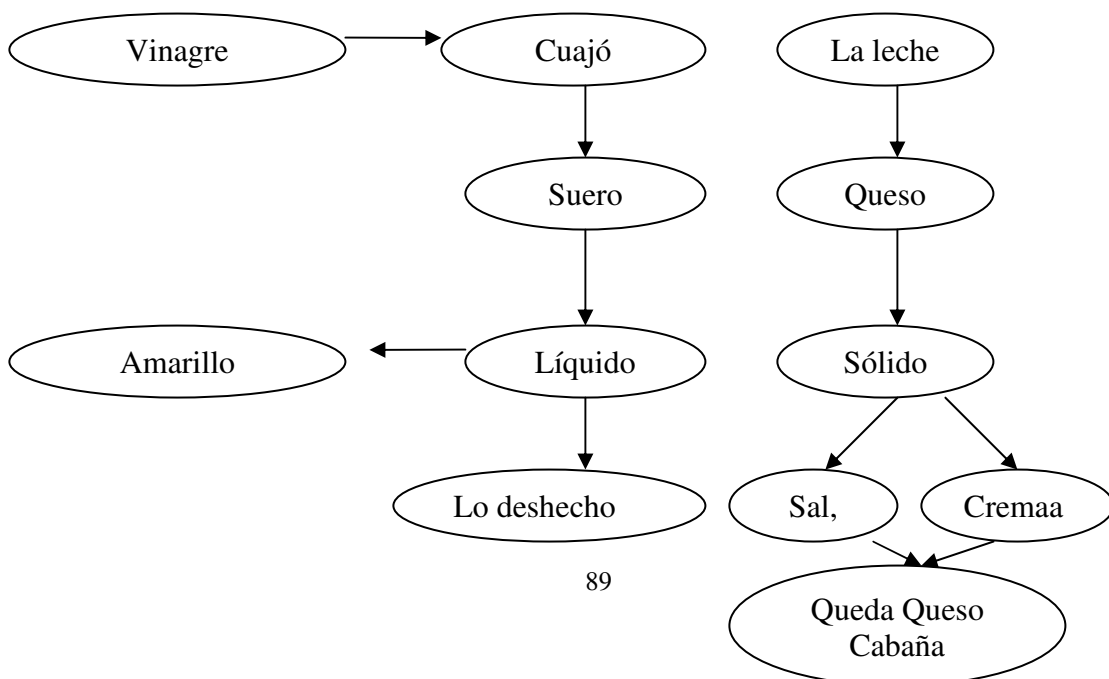 Vinagre
Cuajó
La leche
Suero
Queso
Amarillo
Líquido
Sólido
Lo deshecho
Sal,
Cremaa
89
Queda Queso
Cabaña